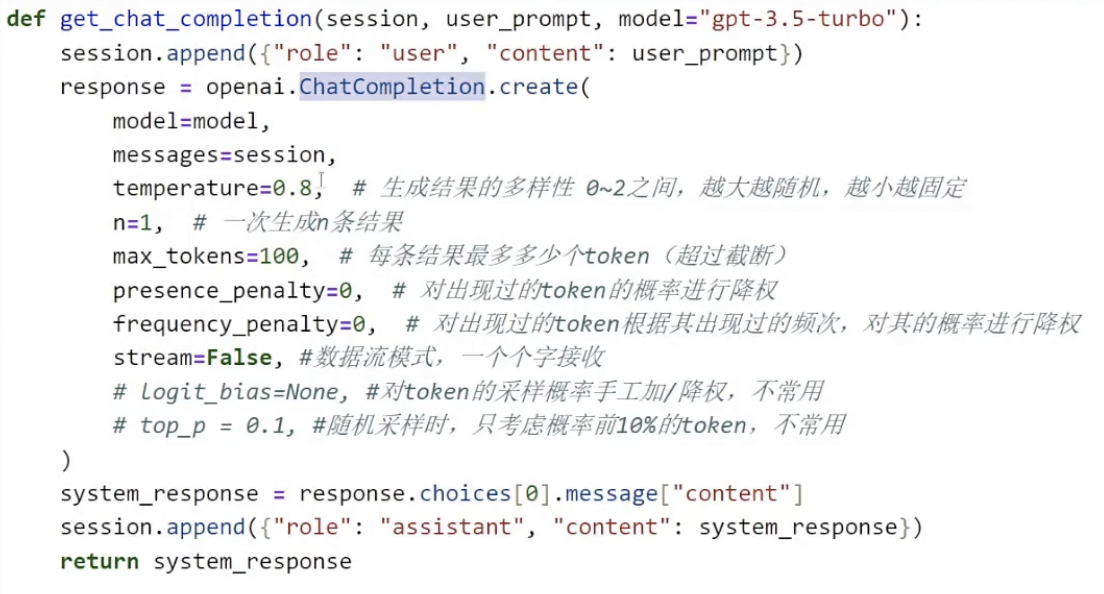 def get_chat_completion(session, user_prompt, model="gpt-3.5-turbo"):
    session.append({"role": "user", "content": user_prompt})
    response = openai.ChatCompletion.create(
        model=model,
        messages=session,
        temperature=0.8,  # 生成结果的多样性 0~2之间，越大越随机，越小越固定
        n=1,  # 一次生成n条结果
        max_tokens=100,  # 每条结果最多多少个token（超过截断）
        presence_penalty=0,  # 对出现过的token的概率进行降权
        frequency_penalty=0,  # 对出现过的token根据其出现过的频次，对其的概率进行降权
        stream=False, #数据流模式，一个个字接收
        # logit_bias=None, #对token的采样概率手工加/降权，不常用
        # top_p = 0.1, #随机采样时，只考虑概率前10%的token，不常用
    )
    system_response = response.choices[0].message["content"]
    session.append({"role": "assistant", "content": system_response})
    return system_response